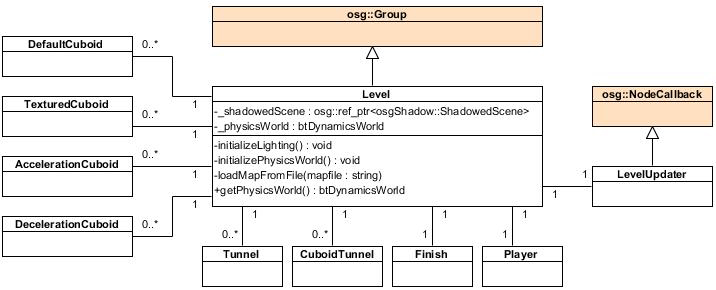 osg::Group
DefaultCuboid
0..*
1
Level
-_shadowedScene : osg::ref_ptr<osgShadow::ShadowedScene>
-_physicsWorld : btDynamicsWorld
-initializeLighting() : void
-initializePhysicsWorld() : void
-loadMapFromFile(mapfile : string)
+getPhysicsWorld() : btDynamicsWorld
osg::NodeCallback
TexturedCuboid
0..*
1
AccelerationCuboid
0..*
1
LevelUpdater
1
1
DecelerationCuboid
0..*
1
1
1
1
1
0..*
0..*
1
1
Tunnel
CuboidTunnel
Finish
Player